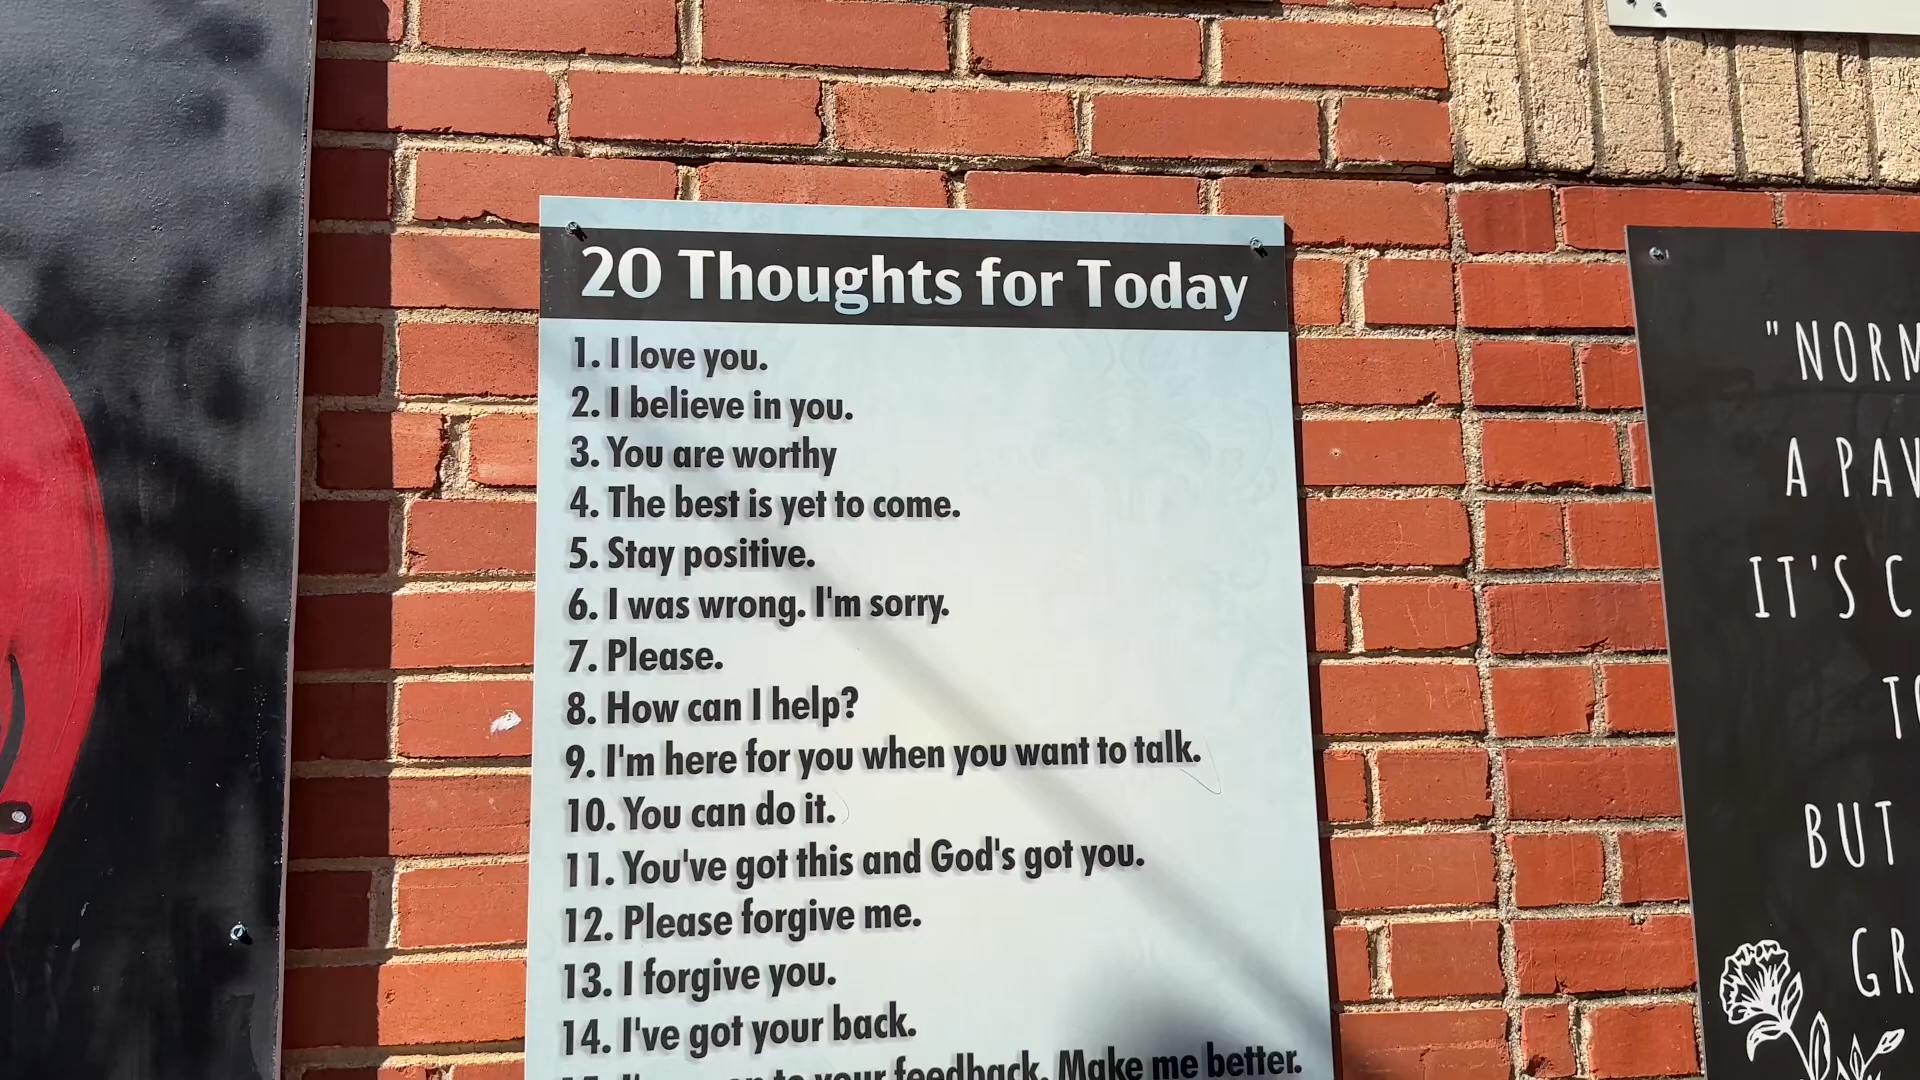 20 Thoughts for Today
1. I love you.
2. I believe in you.
3. You are worthy
4. The best is yet to come.
5. Stay positive.
6. I was wrong. I'm sorry.
7. Please.
8. How can I help?
9. I'm here for you when you want to talk.
10. You can do it.
11. You've got this and God's got you.
12. Please forgive me.
13. I forgive you.
14. I've got your back.
to your feedback. Make me better.
"NORM
A PAV
IT'S C
TO
BUT
GR